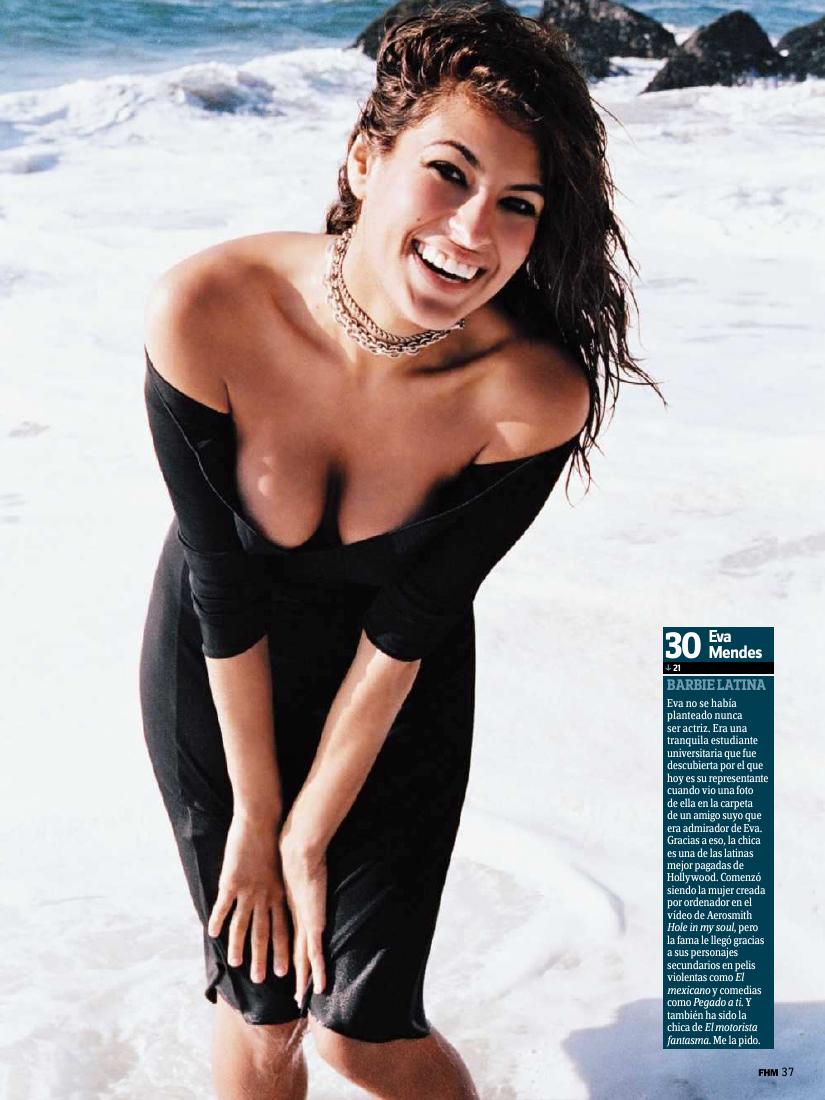 30 Eva
Mendes
↓ 21
BARBIE LATINA
Eva no se había
planteado nunca
ser actriz. Era una
tranquila estudiante
universitaria que fue
descubierta por el que
hoy es su representante
cuando vio una foto
de ella en la carpeta
de un amigo suyo que
era admirador de Eva.
Gracias a eso, la chica
es una de las latinas
mejor pagadas de
Hollywood. Comenzó
siendo la mujer creada
por ordenador en el
vídeo de Aerosmith
Hole in my soul, pero
la fama le llegó gracias
a sus personajes
secundarios en pelis
violentas como El
mexicano y comedias
como Pegado a ti. Y
también ha sido la
chica de El motorista
fantasma. Me la pido.
FHM 37